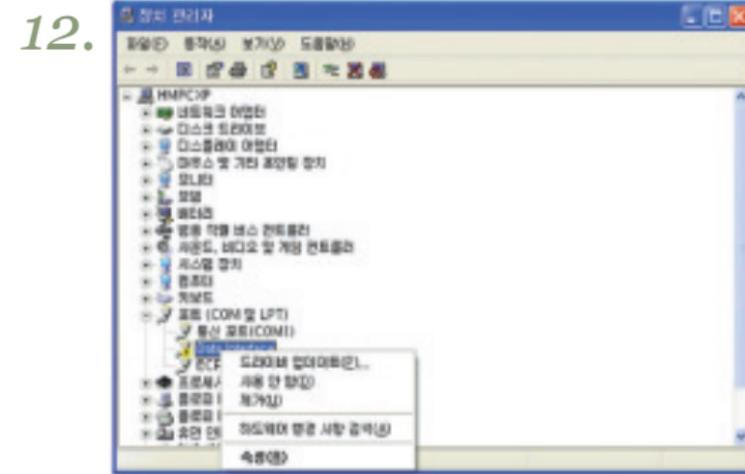 12.
장치 관리자
파일(F) 동작(A) 보기(V) 도움말(H)
HMPCXP
네트워크 어댑터
디스크 드라이브
디스플레이 어댑터
마우스 및 기타 포인팅 장치
모니터
모뎀
배터리
범용 직렬 버스 컨트롤러
사운드, 비디오 및 게임 컨트롤러
시스템 장치
컴퓨터
키보드
포트 (COM 및 LPT)
통신 포트(COM1)
Data Interface
드라이버 업데이트(P)...
사용 안 함(D)
제거(U)
하드웨어 변경 사항 검색(A)
속성(R)